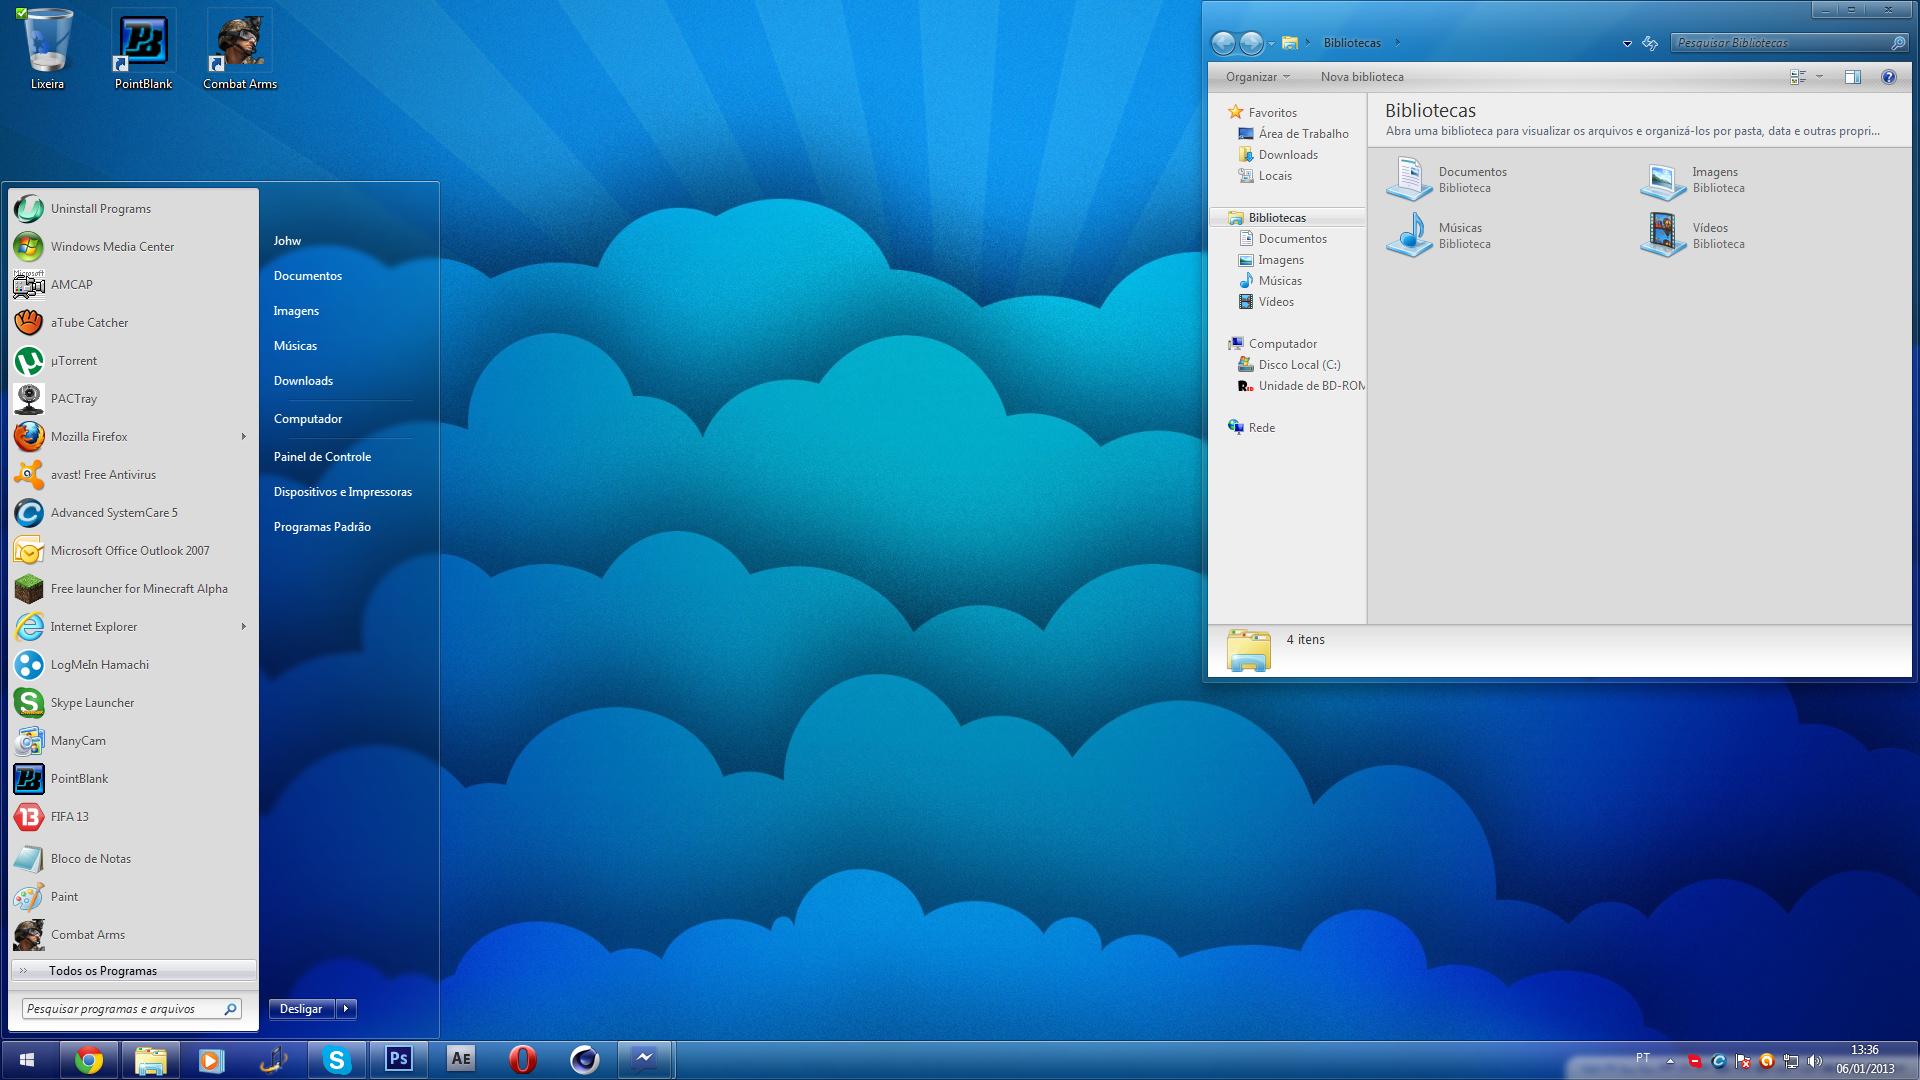 Lixeira
PointBlank
Combat Arms
Uninstall Programs
Windows Media Center
Microsoft
AMCAP
aTube Catcher
µTorrent
PACTray
Mozilla Firefox
avast! Free Antivirus
Advanced SystemCare 5
Microsoft Office Outlook 2007
Free launcher for Minecraft Alpha
Internet Explorer
LogMeIn Hamachi
Skype Launcher
ManyCam
PointBlank
13
FIFA 13
Bloco de Notas
Paint
Combat Arms
Todos os Programas
Pesquisar programas e arquivos
Johw
Documentos
Imagens
Músicas
Downloads
Computador
Painel de Controle
Dispositivos e Impressoras
Programas Padrão
Desligar
Bibliotecas
Pesquisar Bibliotecas
Organizar
Nova biblioteca
Favoritos
Área de Trabalho
Downloads
Locais
Bibliotecas
Documentos
Imagens
Músicas
Vídeos
Computador
Disco Local (C:)
Unidade de BD-ROM
Rede
Bibliotecas
Abra uma biblioteca para visualizar os arquivos e organizá-los por pasta, data e outras propri...
Documentos
Biblioteca
Imagens
Biblioteca
Músicas
Biblioteca
Vídeos
Biblioteca
4 itens
Ps
AE
PT
13:36
06/01/2013